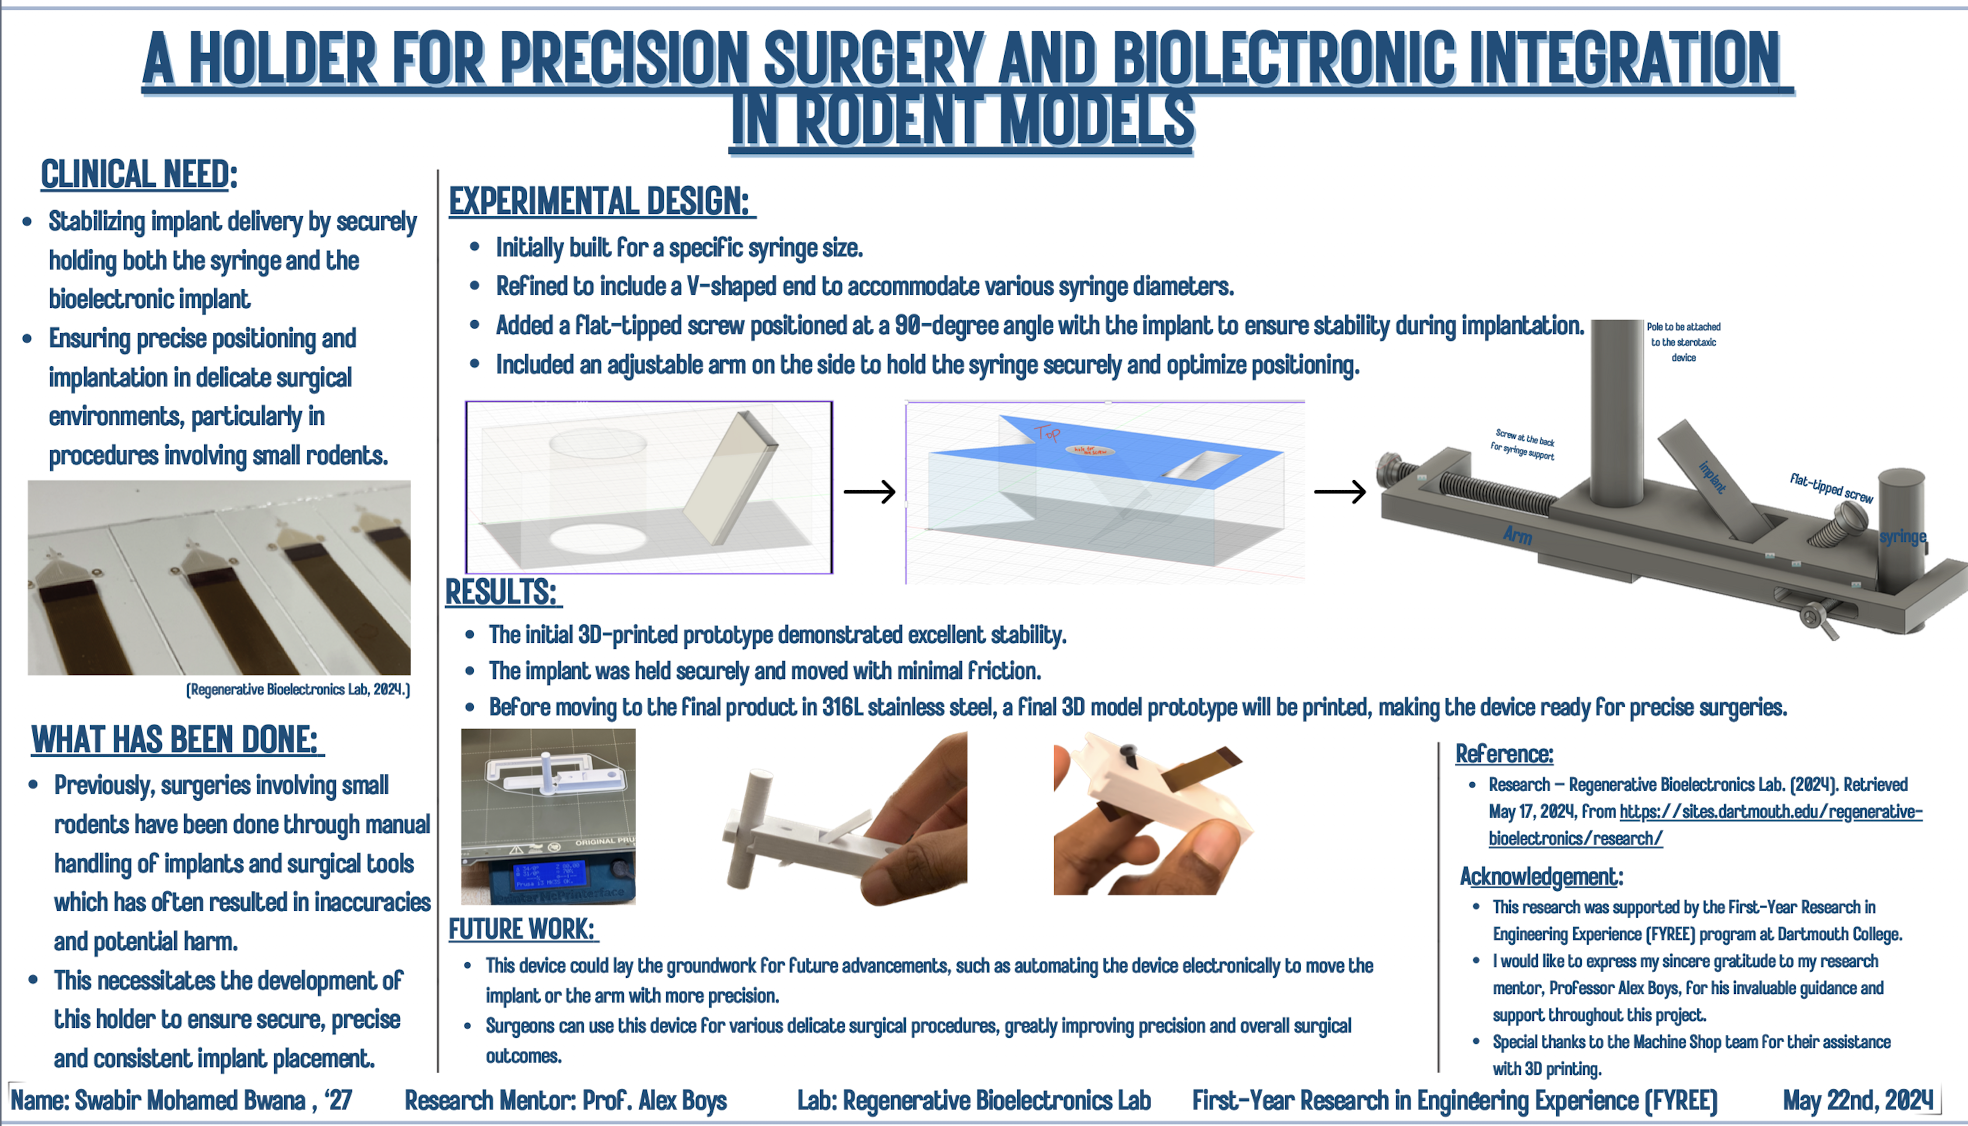 A HOLDER FOR PRECISION SURGERY AND BIOLECTRONIC INTEGRATION
IN RODENT MODELS
CLINICAL NEED:
• Stabilizing implant delivery by securely
holding both the syringe and the
bioelectronic implant
• Ensuring precise positioning and
implantation in delicate surgical
environments, particularly in
procedures involving small rodents.
(Regenerative Bioelectronics Lab, 2024.)
WHAT HAS BEEN DONE:
• Previously, surgeries involving small
rodents have been done through manual
handling of implants and surgical tools
which has often resulted in inaccuracies
and potential harm.
• This necessitates the development of
this holder to ensure secure, precise
and consistent implant placement.
EXPERIMENTAL DESIGN:
• Initially built for a specific syringe size.
• Refined to include a V-shaped end to accommodate various syringe diameters.
• Added a flat-tipped screw positioned at a 90-degree angle with the implant to ensure stability during implantation.
• Included an adjustable arm on the side to hold the syringe securely and optimize positioning.
Top
Pole to be attached
to the sterotaxic
device
Screw at the back
for syringe support
implant
Flat-tipped screw
syringe
Arm
RESULTS:
• The initial 3D-printed prototype demonstrated excellent stability.
• The implant was held securely and moved with minimal friction.
• Before moving to the final product in 316L stainless steel, a final 3D model prototype will be printed, making the device ready for precise surgeries.
ORIGINAL PRU
FUTURE WORK:
• This device could lay the groundwork for future advancements, such as automating the device electronically to move the
implant or the arm with more precision.
• Surgeons can use this device for various delicate surgical procedures, greatly improving precision and overall surgical
outcomes.
Reference:
• Research – Regenerative Bioelectronics Lab. (2024). Retrieved
May 17, 2024, from https://sites.dartmouth.edu/regenerative-
bioelectronics/research/
Acknowledgement:
• This research was supported by the First-Year Research in
Engineering Experience (FYREE) program at Dartmouth College.
• I would like to express my sincere gratitude to my research
mentor, Professor Alex Boys, for his invaluable guidance and
support throughout this project.
• Special thanks to the Machine Shop team for their assistance
with 3D printing.
Name: Swabir Mohamed Bwana , ‘27 Research Mentor: Prof. Alex Boys Lab: Regenerative Bioelectronics Lab First-Year Research in Engineering Experience (FYREE) May 22nd, 2024